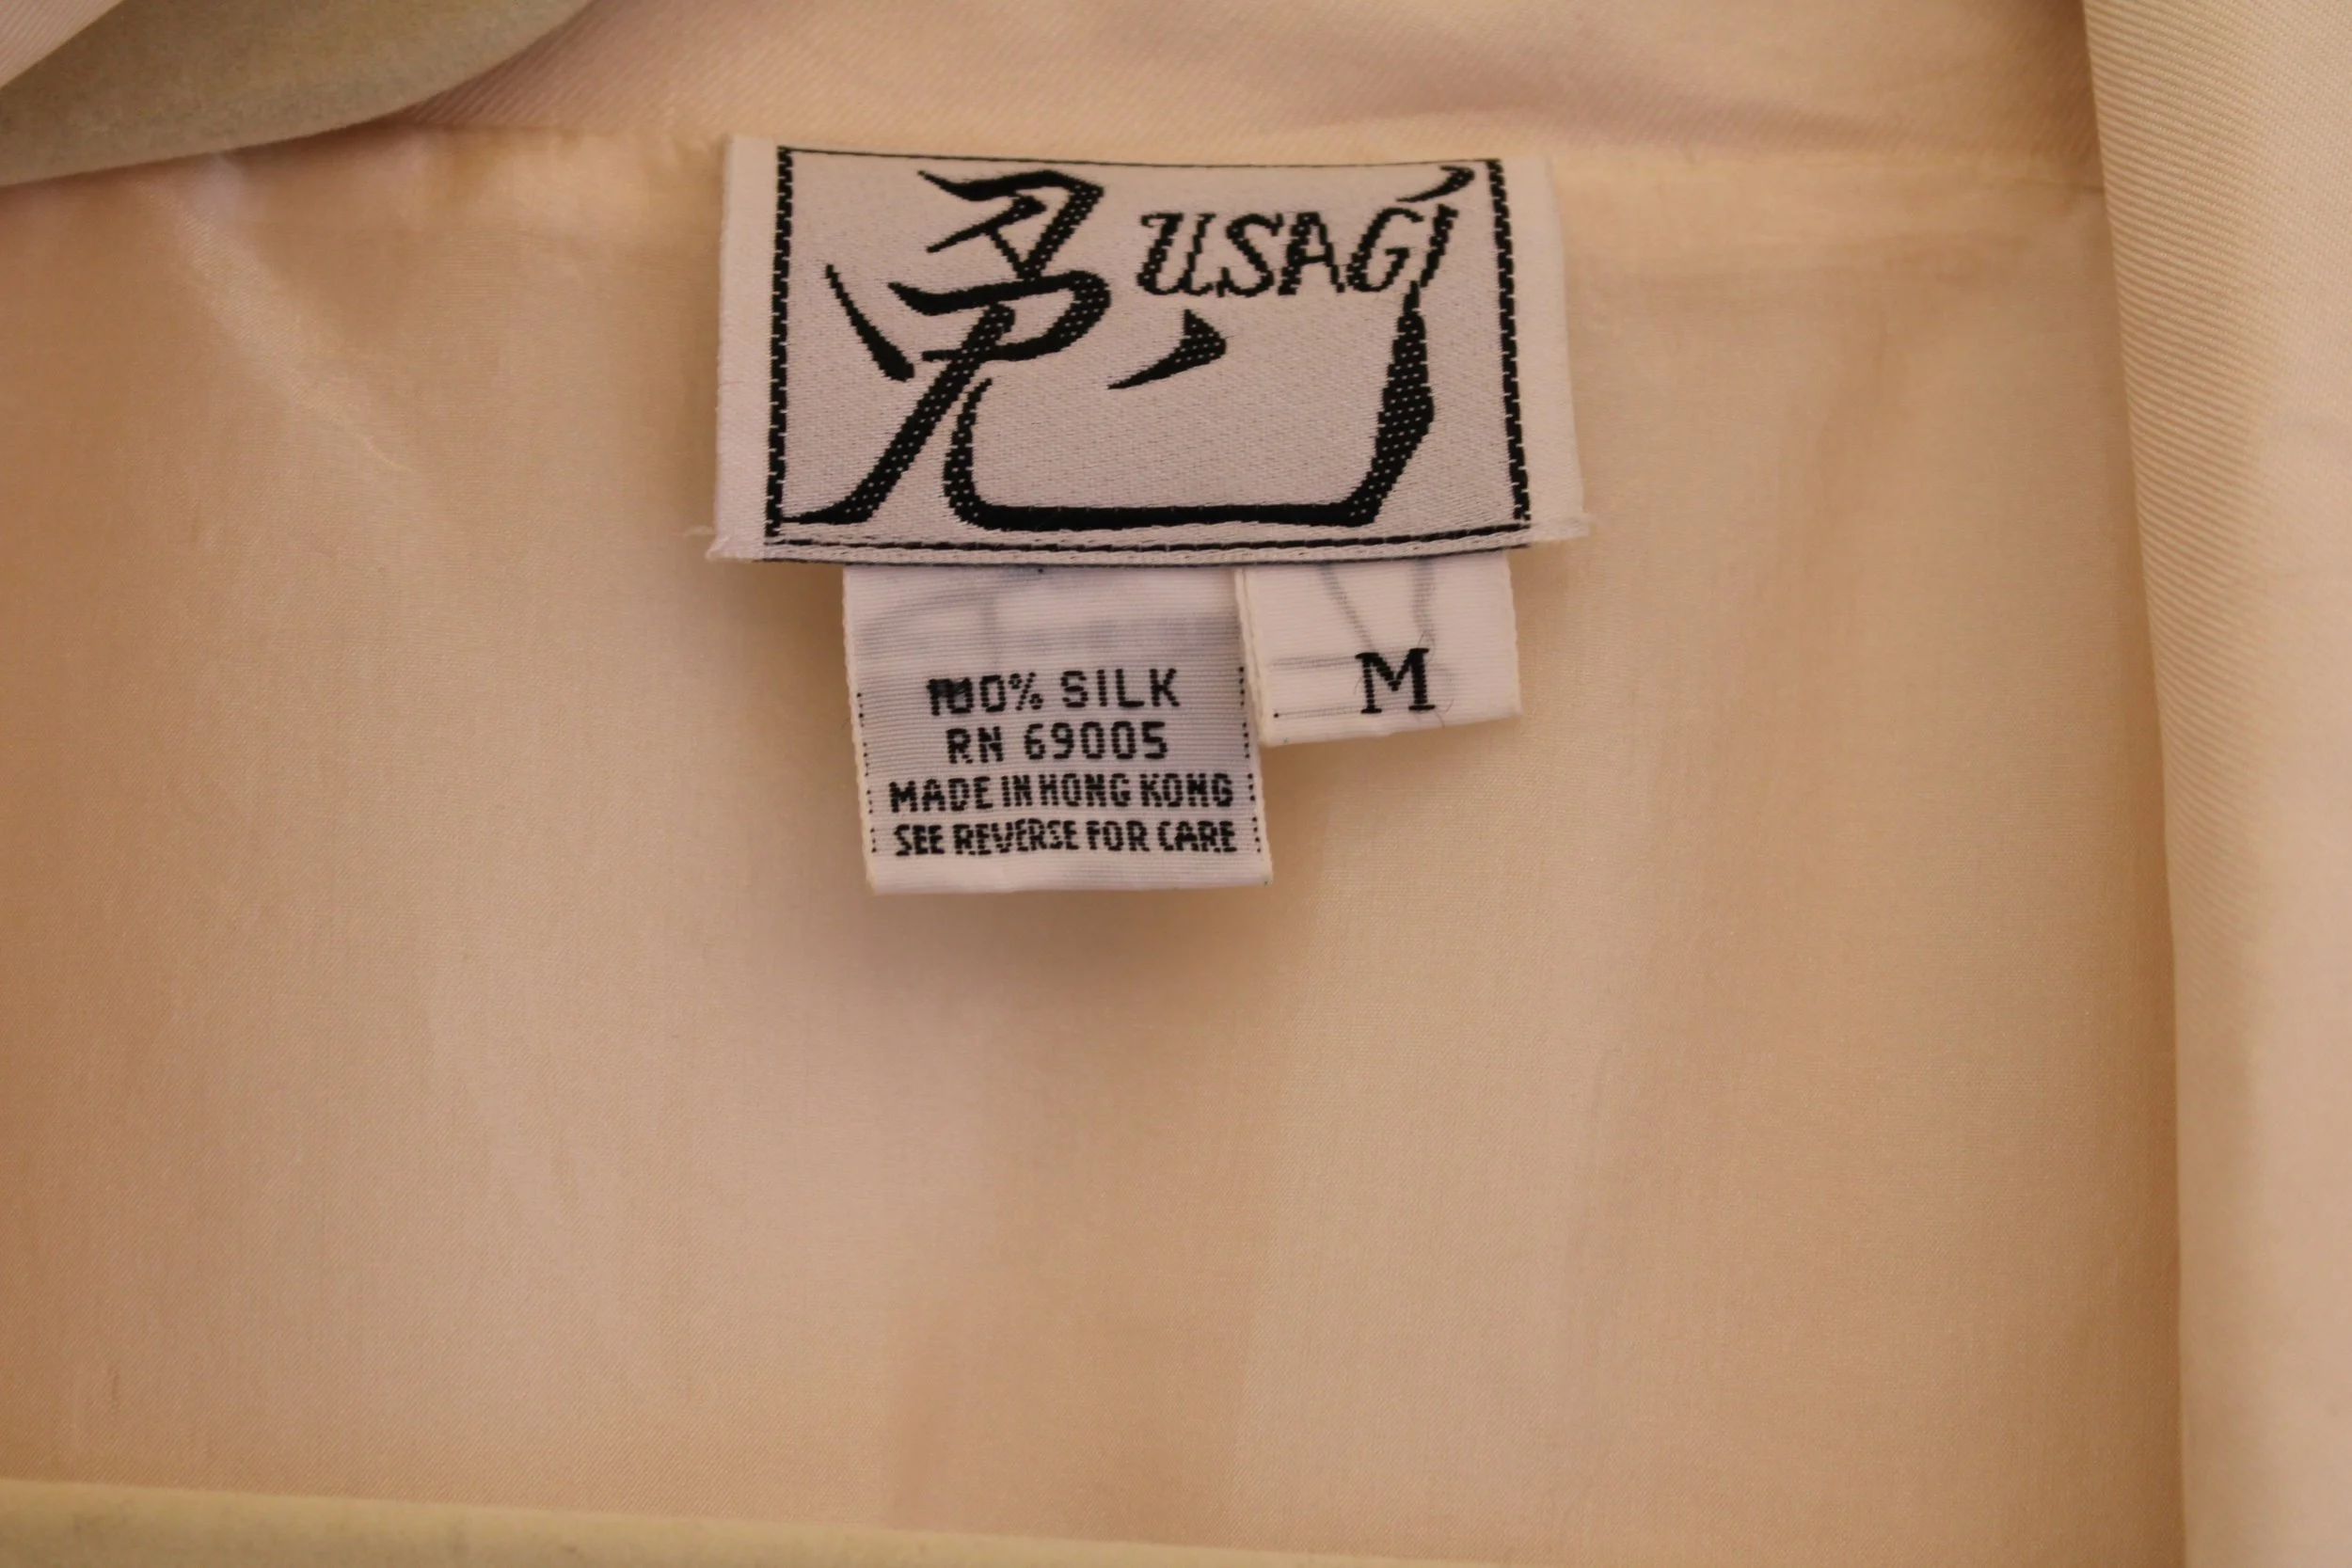 兎 USAGI
100% SILK
RN 69005
MADE IN HONG KONG
SEE REVERSE FOR CARE
M